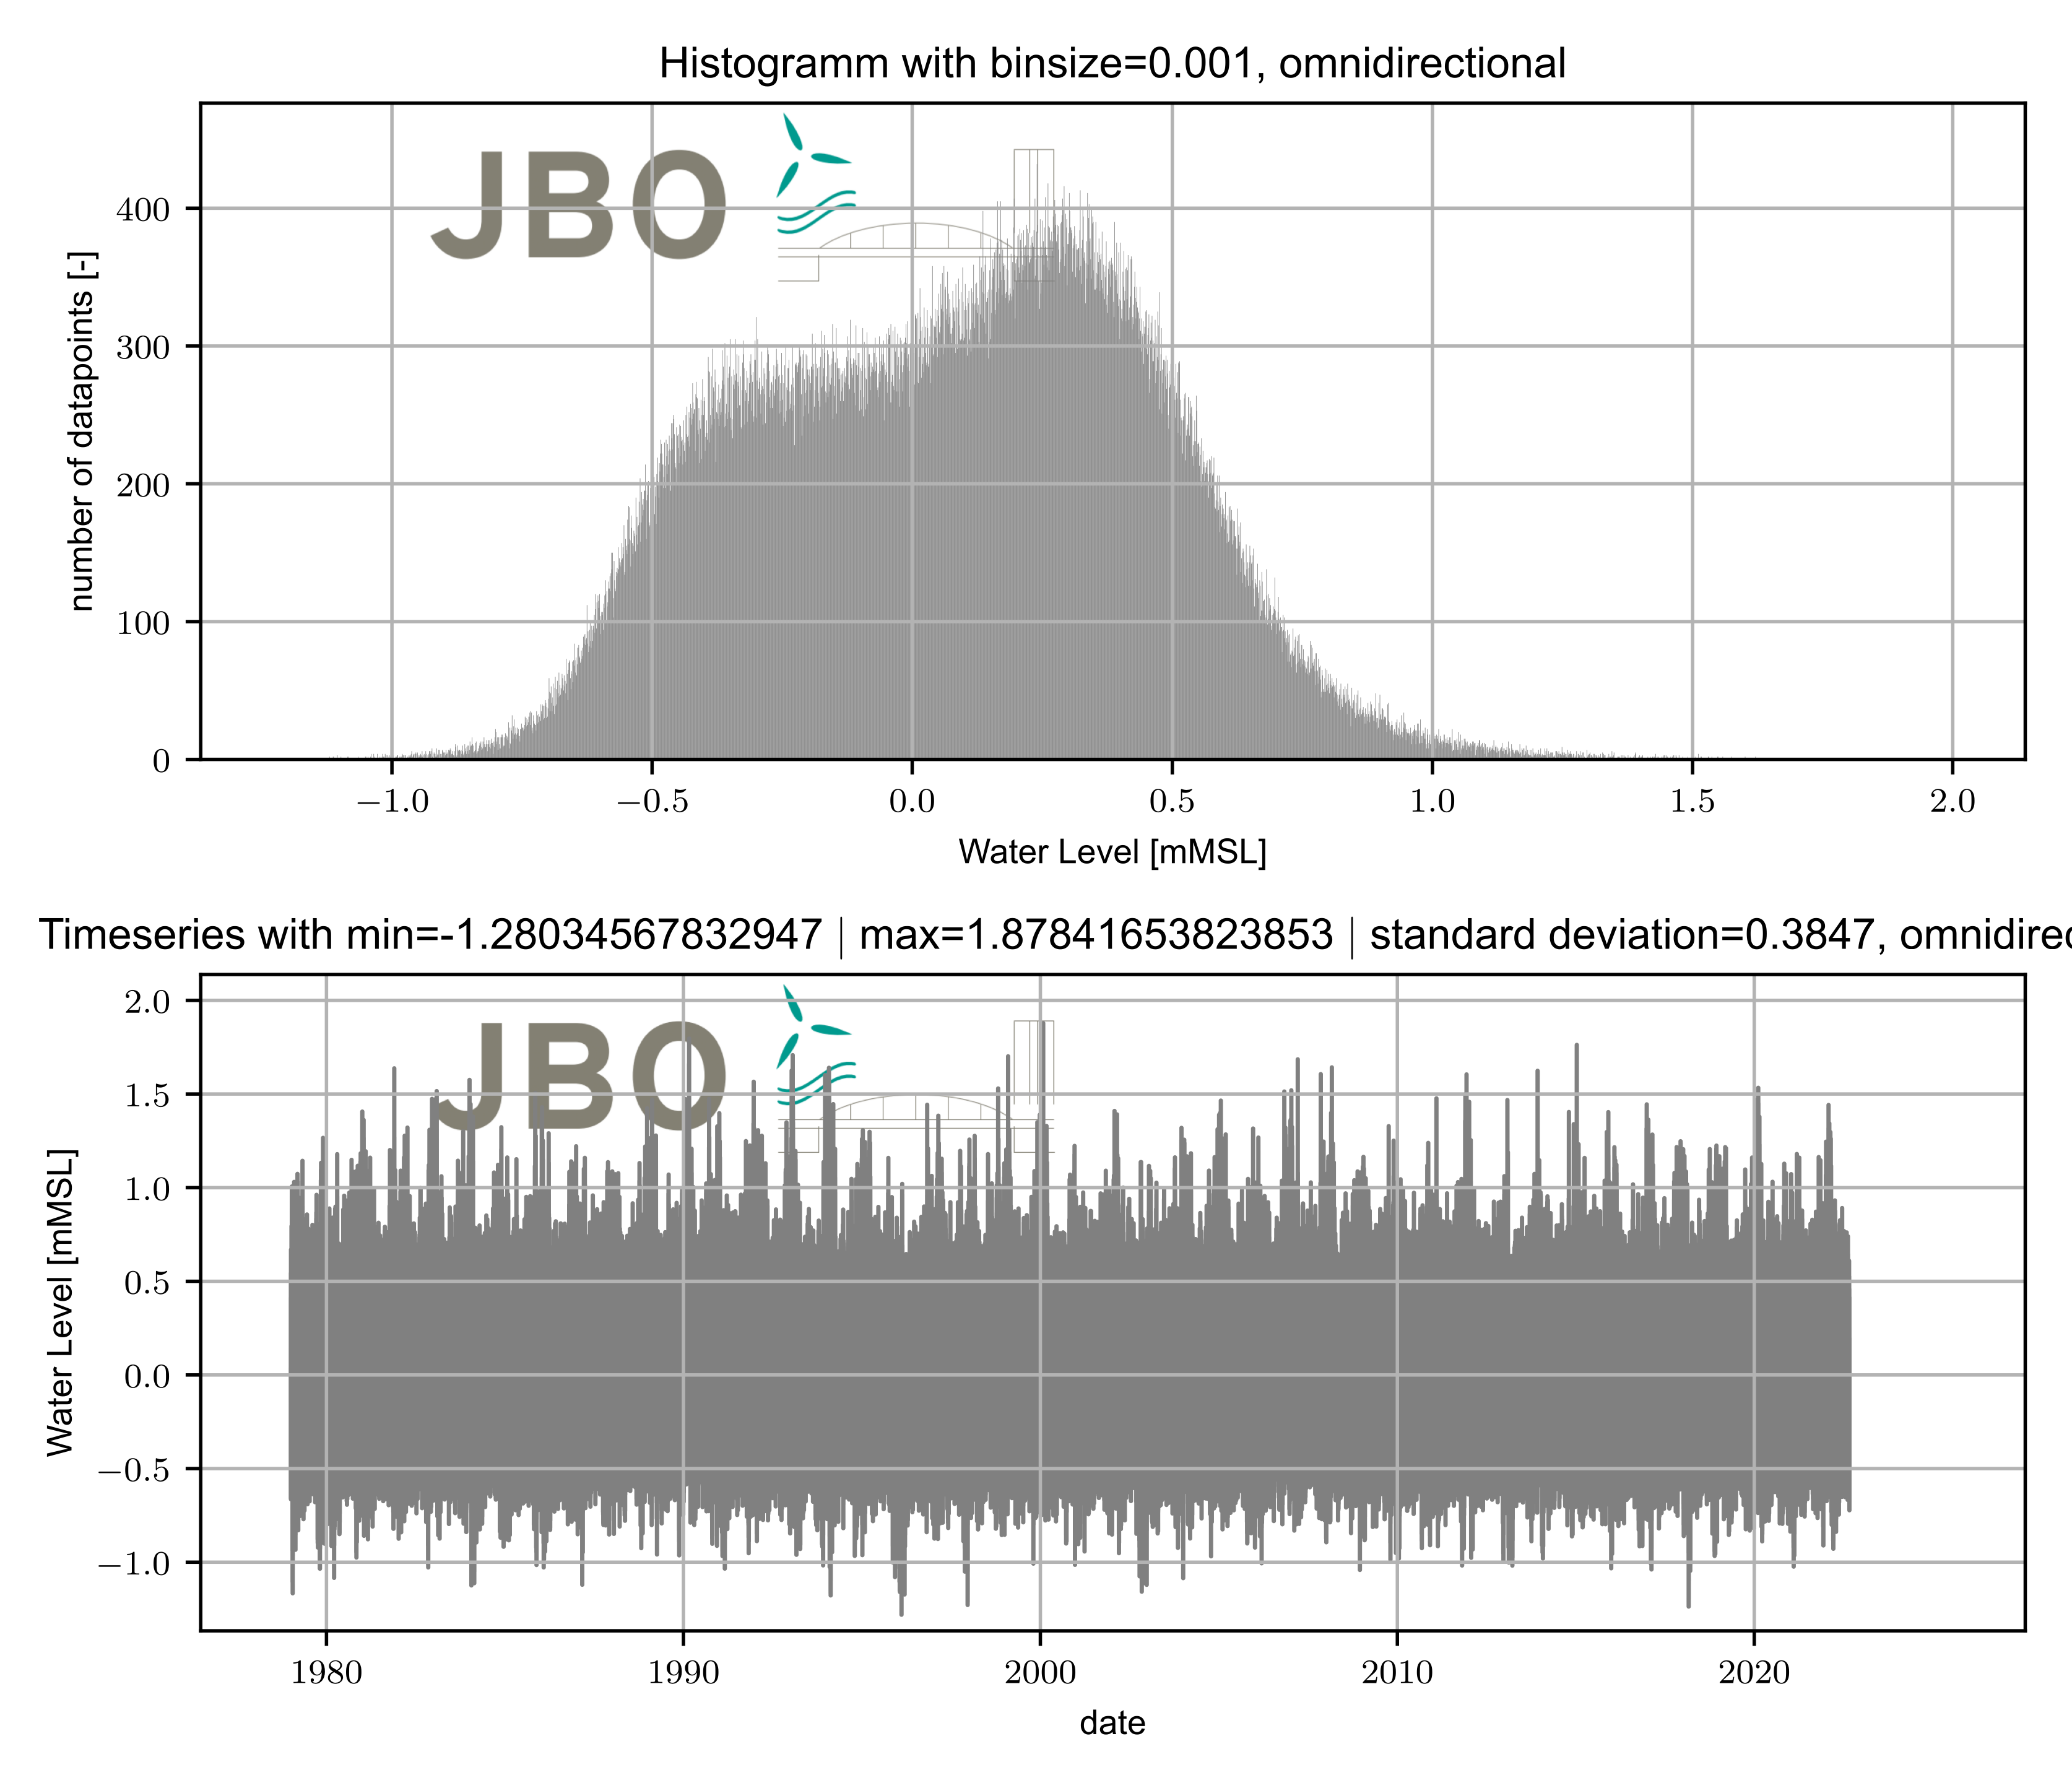 Histogramm with binsize=0.001, omnidirectional
JBO
number of datapoints [-]
400
300
200
100
0
−1.0 −0.5 0.0 0.5 1.0 1.5 2.0
Water Level [mMSL]
Timeseries with min=-1.28034567832947 | max=1.87841653823853 | standard deviation=0.3847, omnidirec
JBO
Water Level [mMSL]
2.0
1.5
1.0
0.5
0.0
−0.5
−1.0
1980 1990 2000 2010 2020
date